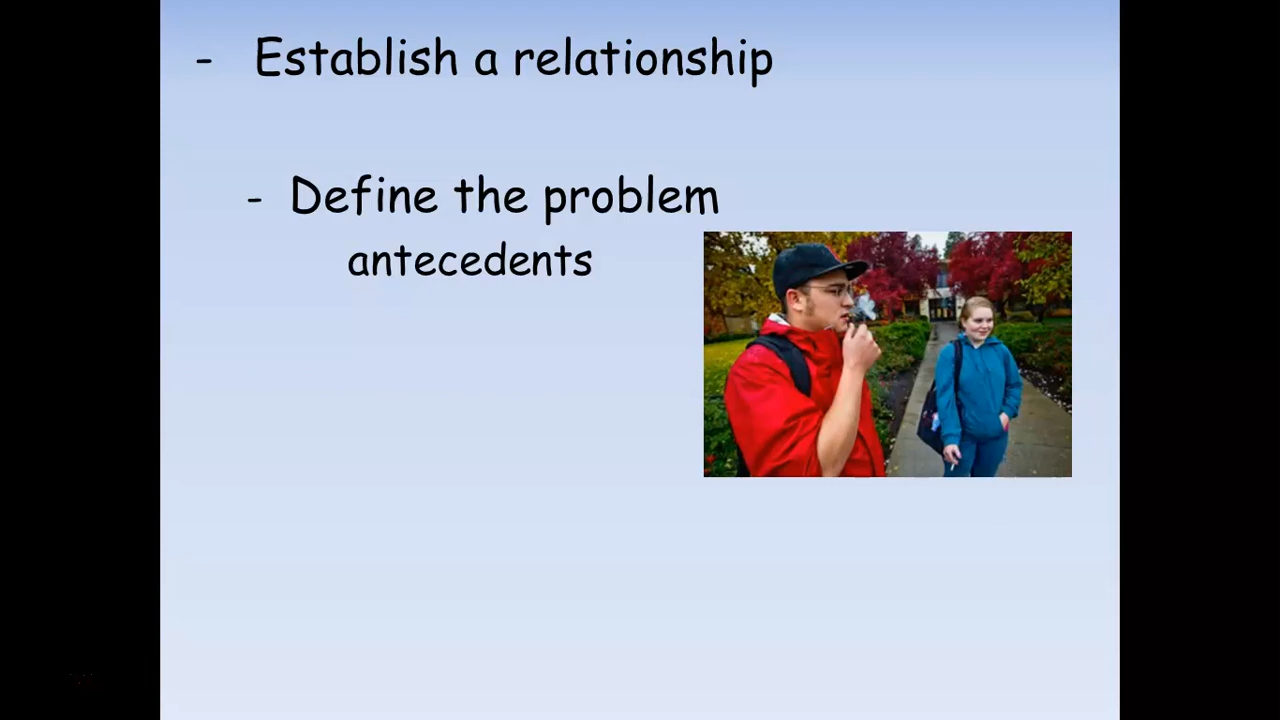 - Establish a relationship
- Define the problem
antecedents